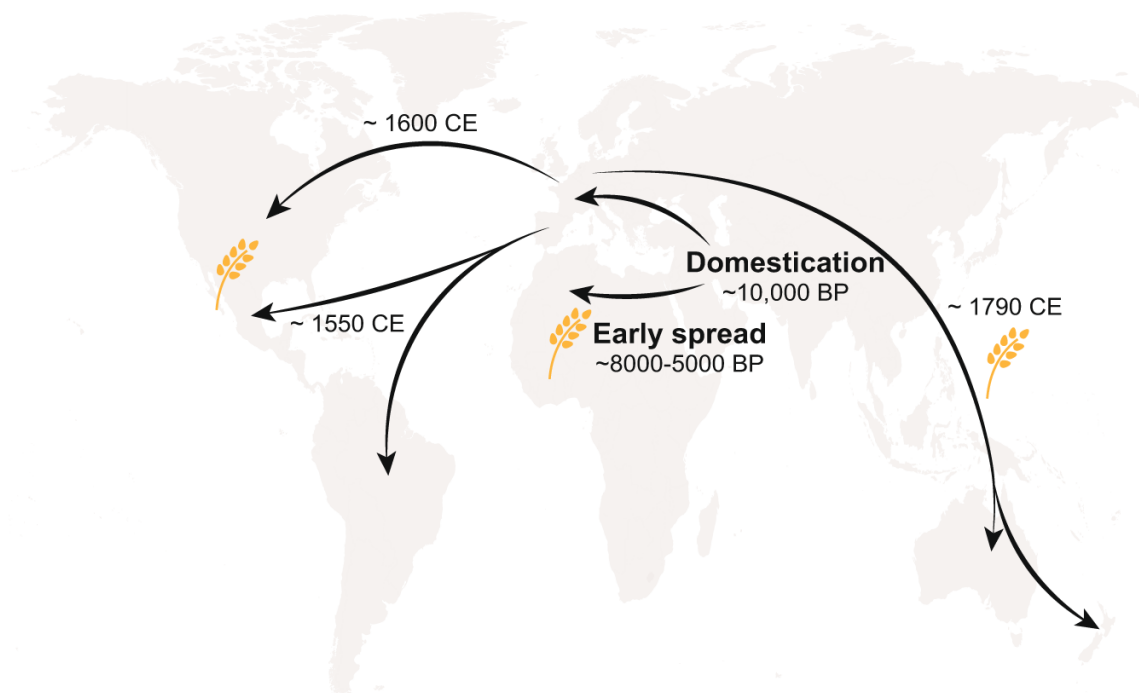 ~ 1600 CE
Domestication
~10,000 BP
~ 1790 CE
~ 1550 CE
Early spread
~8000-5000 BP